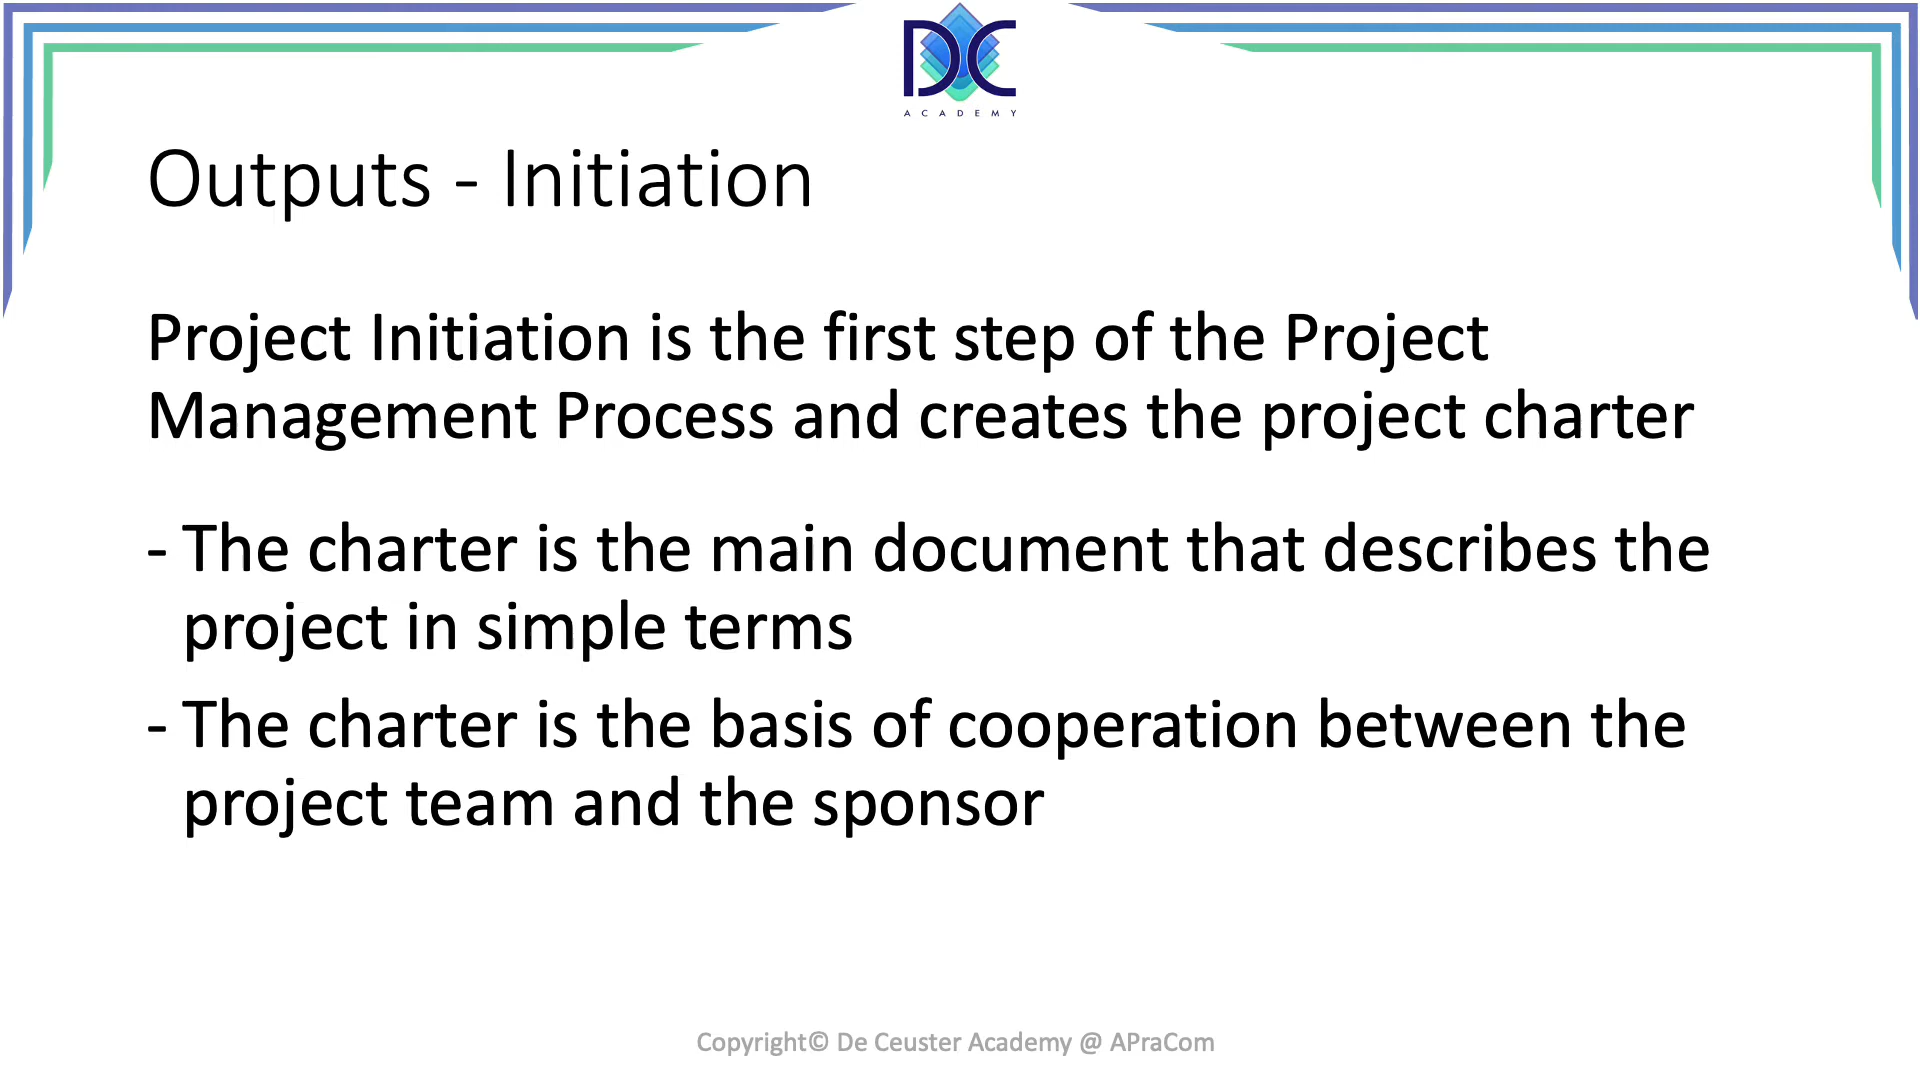 DC
ACADEMY
Outputs - Initiation
Project Initiation is the first step of the Project
Management Process and creates the project charter
- The charter is the main document that describes the
project in simple terms
- The charter is the basis of cooperation between the
project team and the sponsor
Copyright© De Ceuster Academy @ APraCom